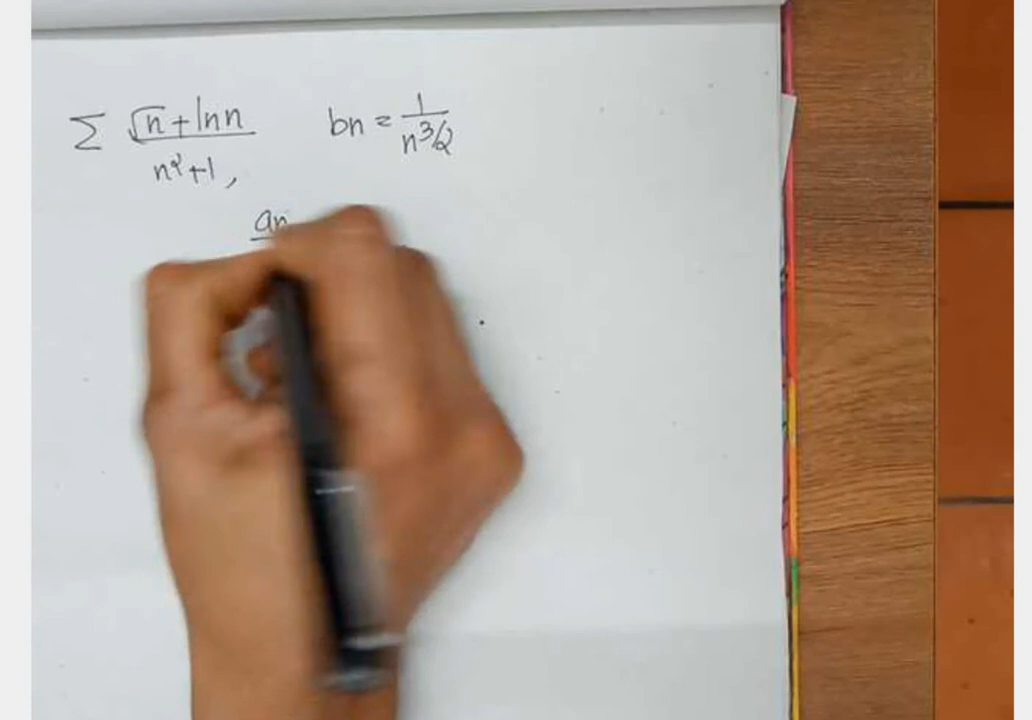 Σ √n + ln n / n² + 1 , bn = 1 / n^3/2
an